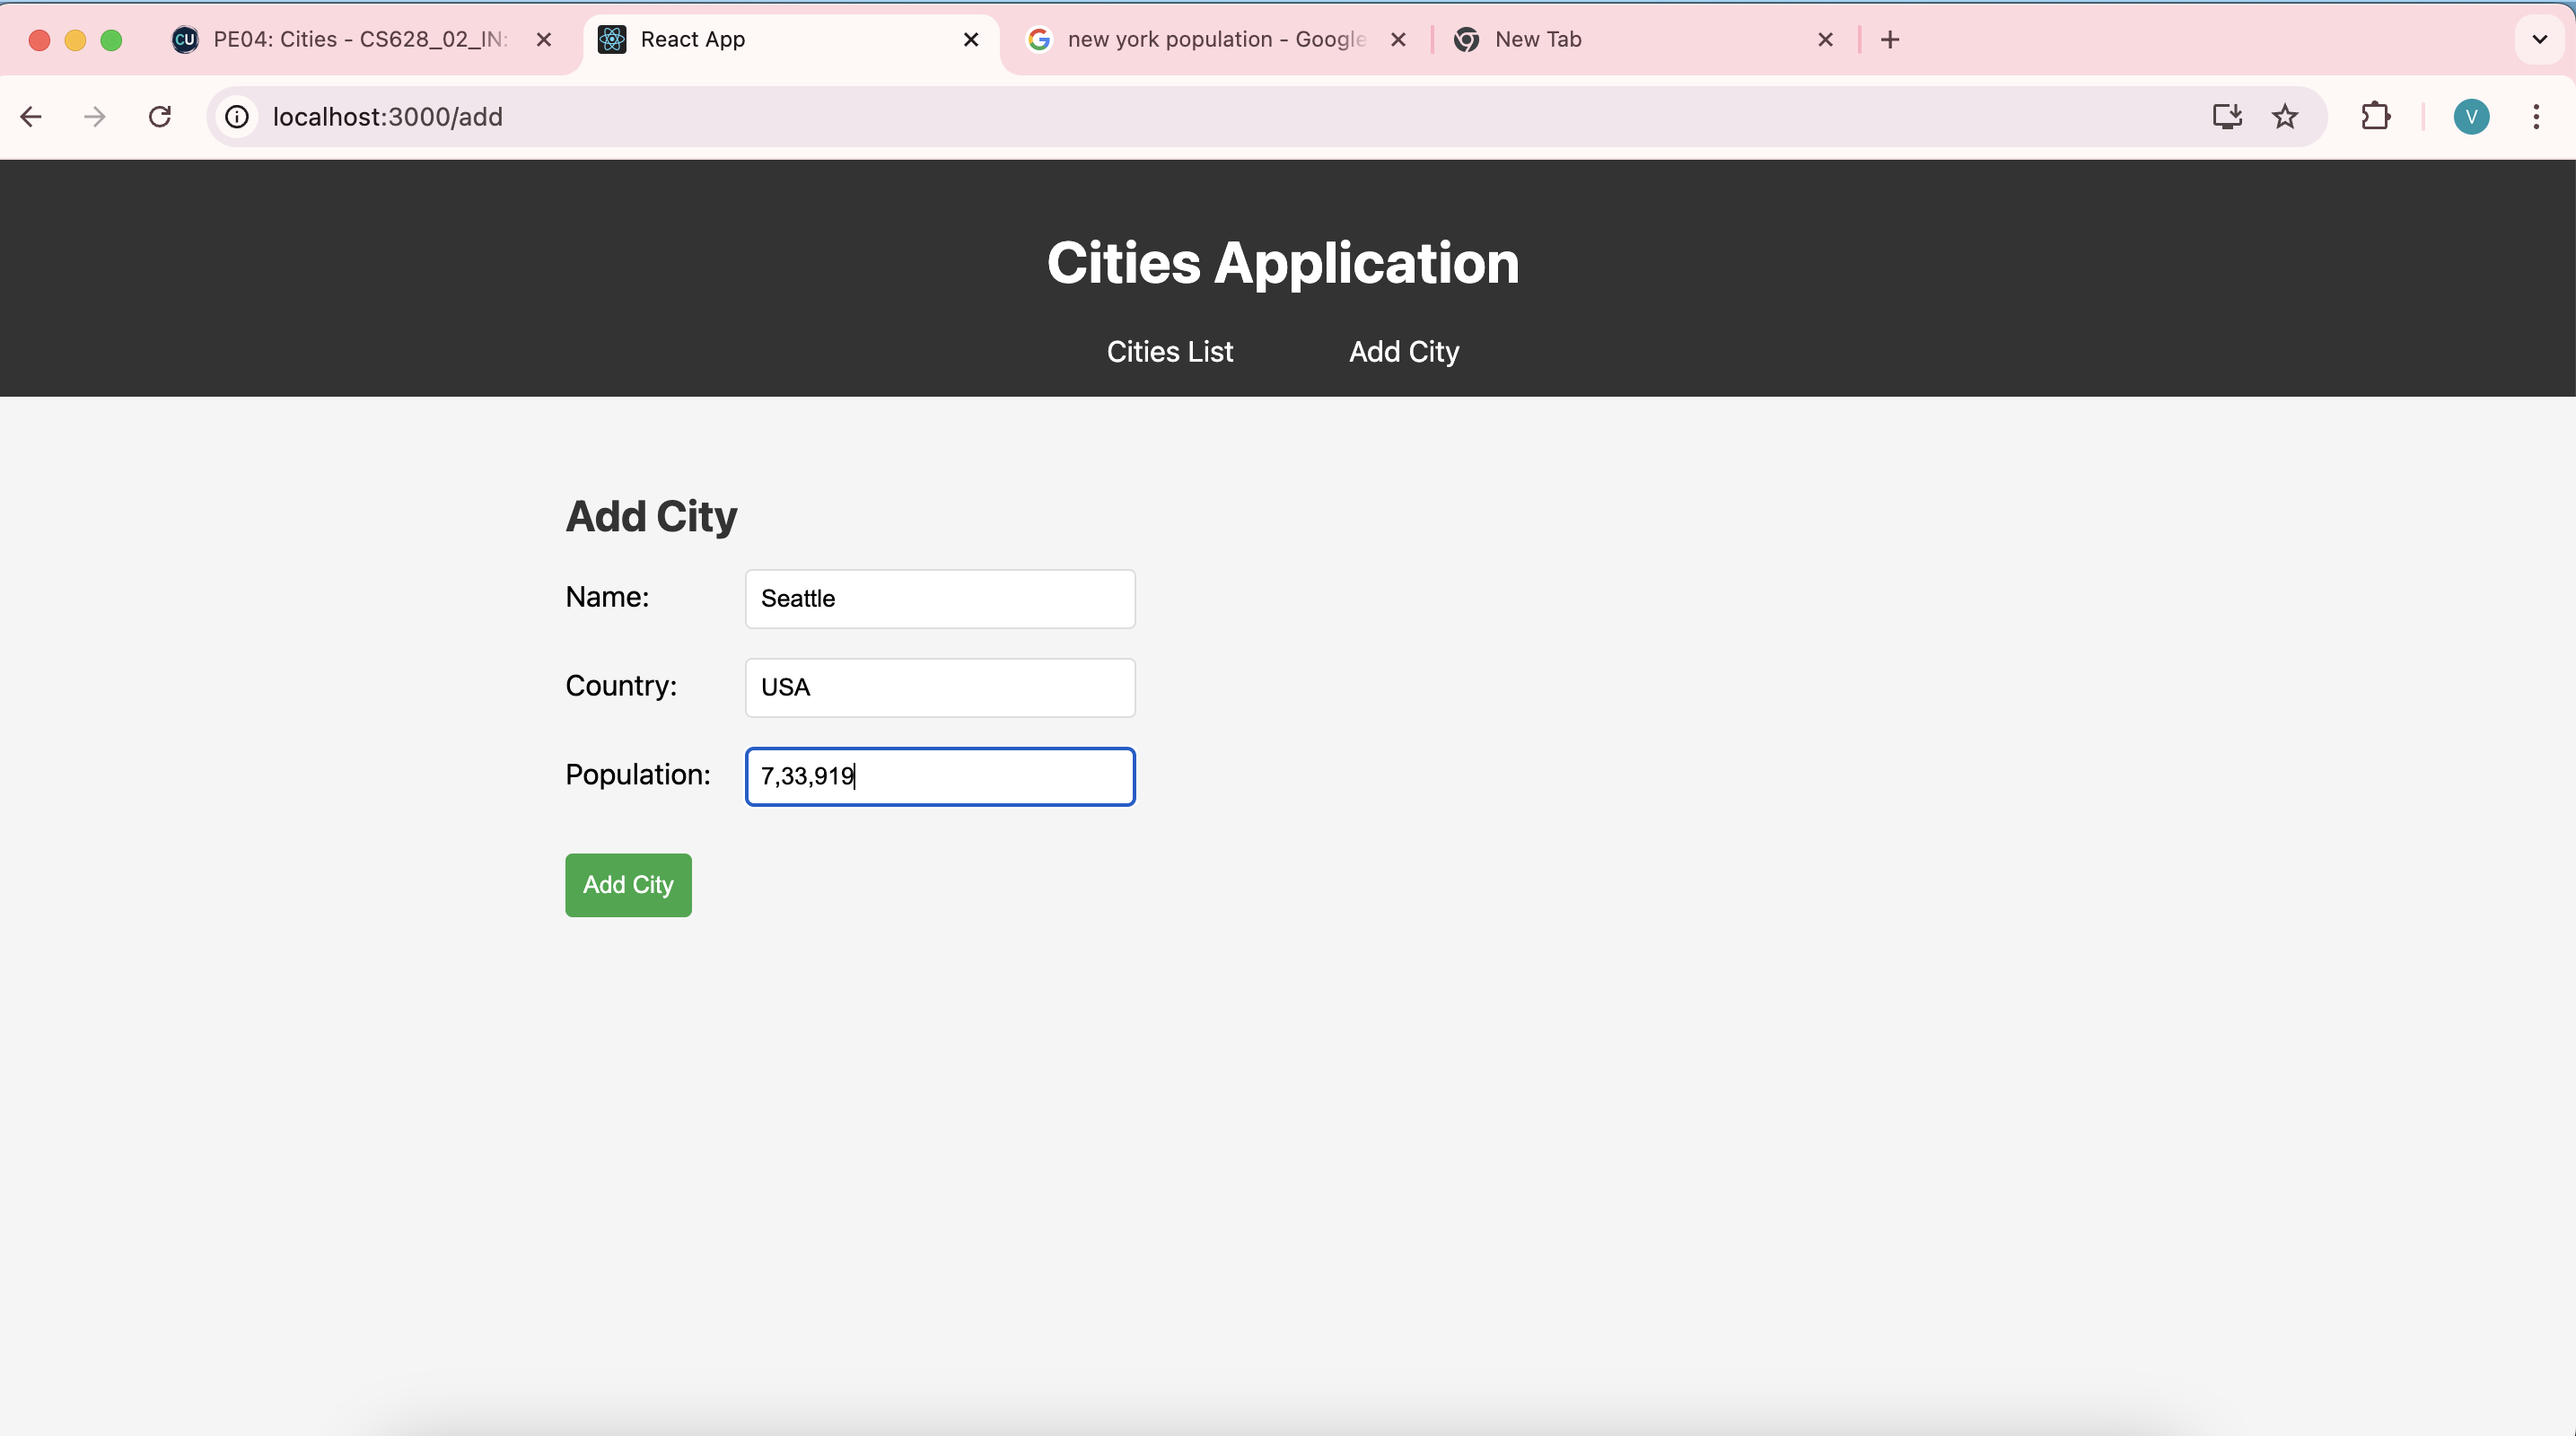 CU PE04: Cities - CS628_02_IN: React App new york population - Google New Tab
localhost:3000/add V
Cities Application
Cities List Add City
Add City
Name: Seattle
Country: USA
Population: 7,33,919
Add City